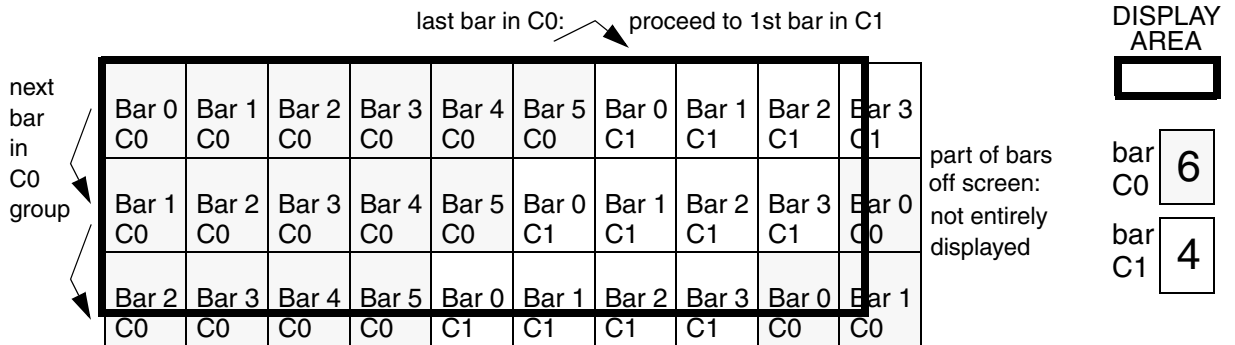 last bar in C0: proceed to 1st bar in C1
DISPLAY
AREA
next
bar
in
C0
group
Bar 0 Bar 1 Bar 2 Bar 3 Bar 4 Bar 5 Bar 0 Bar 1 Bar 2 Bar 3
C0 C0 C0 C0 C0 C0 C1 C1 C1 C1
Bar 1 Bar 2 Bar 3 Bar 4 Bar 5 Bar 0 Bar 1 Bar 2 Bar 3 Bar 0
C0 C0 C0 C0 C0 C1 C1 C1 C1 C0
Bar 2 Bar 3 Bar 4 Bar 5 Bar 0 Bar 1 Bar 2 Bar 3 Bar 0 Bar 1
C0 C0 C0 C0 C1 C1 C1 C1 C0 C0
part of bars
off screen:
not entirely
displayed
bar
C0
6
bar
C1
4